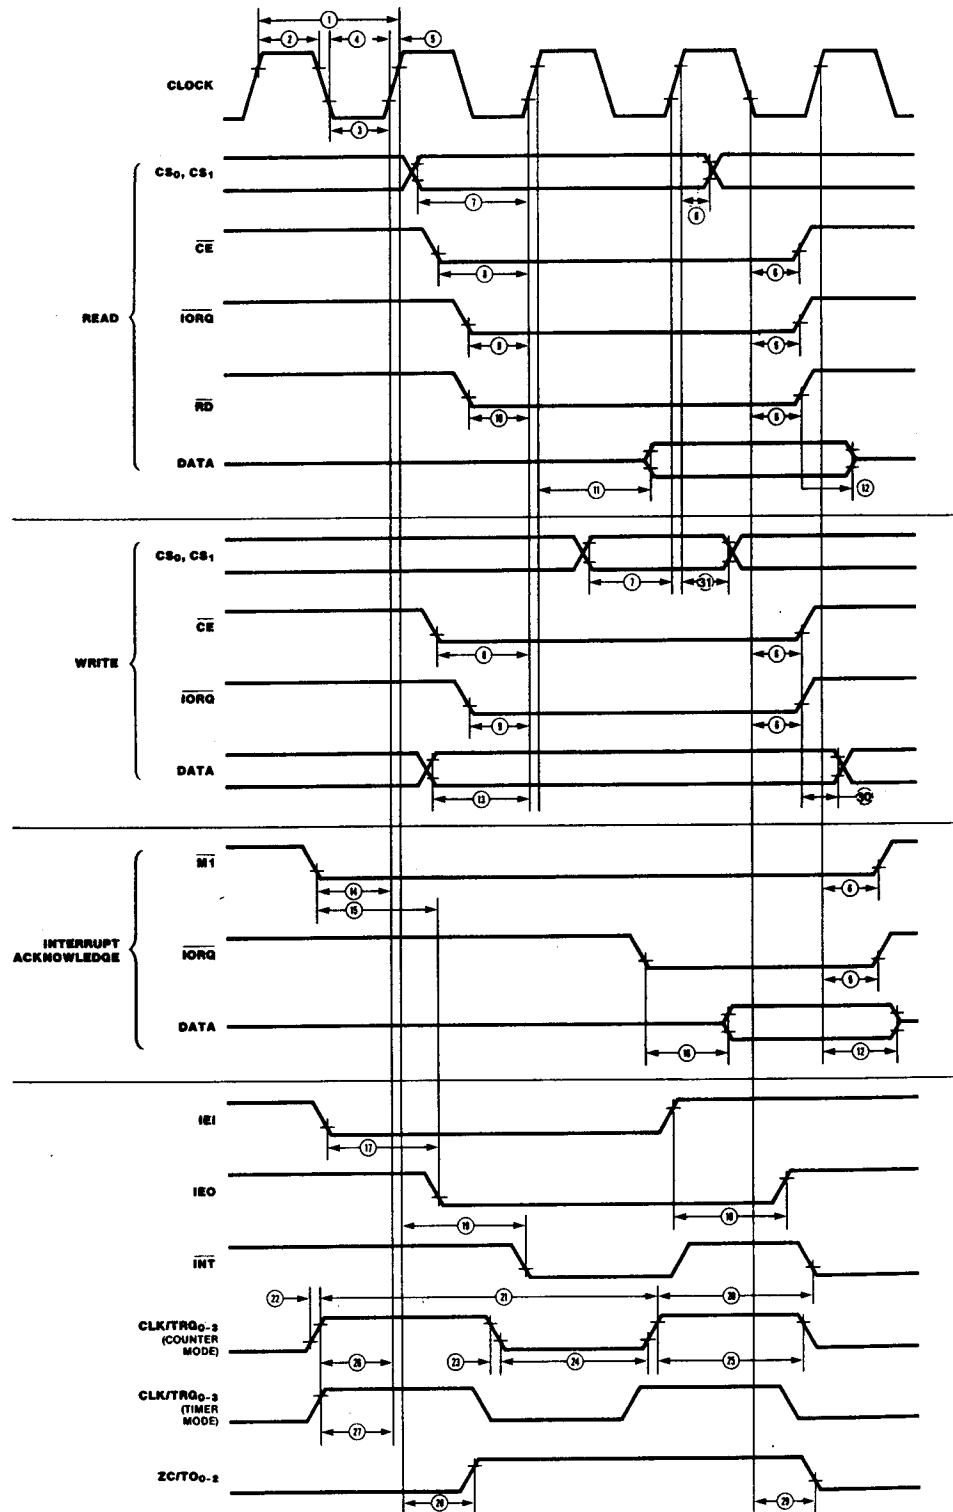 1
2 4 5
CLOCK
3
READ
CS0, CS1
7 8
CE
8 6
IORQ
9 6
RD
10 6
DATA
11 12
WRITE
CS0, CS1
7 31
CE
8 6
IORQ
9 6
DATA
13 30
INTERRUPT
ACKNOWLEDGE
M1
14 6
15
IORQ
6
DATA
16 12
IEI
17
IEO
19 18
INT
22 21 20
CLK/TRG0-3
(COUNTER
MODE)
26 23 24 25
CLK/TRG0-3
(TIMER
MODE)
27
ZC/TO0-2
29